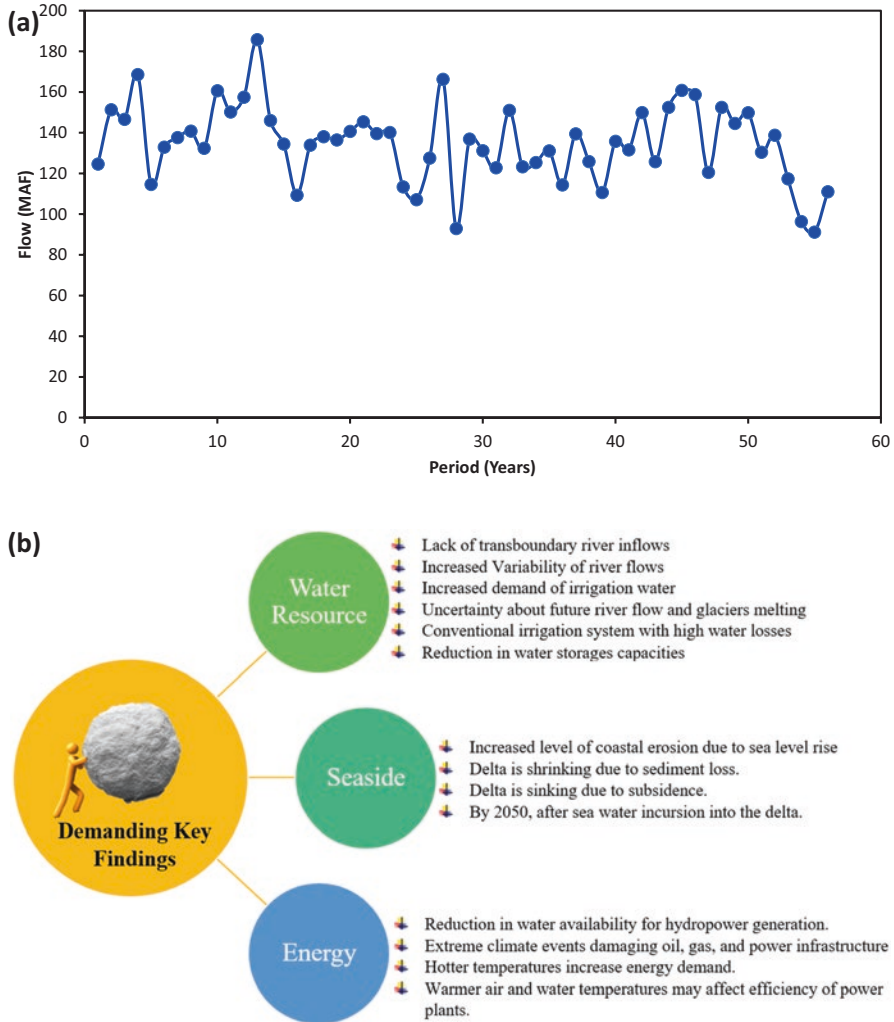 (a)
200
180
160
140
120
100
80
60
40
20
0
Flow (MAF)
0 10 20 30 40 50 60
Period (Years)
(b)
Water
Resource
Lack of transboundary river inflows
Increased Variability of river flows
Increased demand of irrigation water
Uncertainty about future river flow and glaciers melting
Conventional irrigation system with high water losses
Reduction in water storages capacities
Seaside
Increased level of coastal erosion due to sea level rise
Delta is shrinking due to sediment loss.
Delta is sinking due to subsidence.
By 2050, after sea water incursion into the delta.
Demanding Key
Findings
Energy
Reduction in water availability for hydropower generation.
Extreme climate events damaging oil, gas, and power infrastructure
Hotter temperatures increase energy demand.
Warmer air and water temperatures may affect efficiency of power
plants.